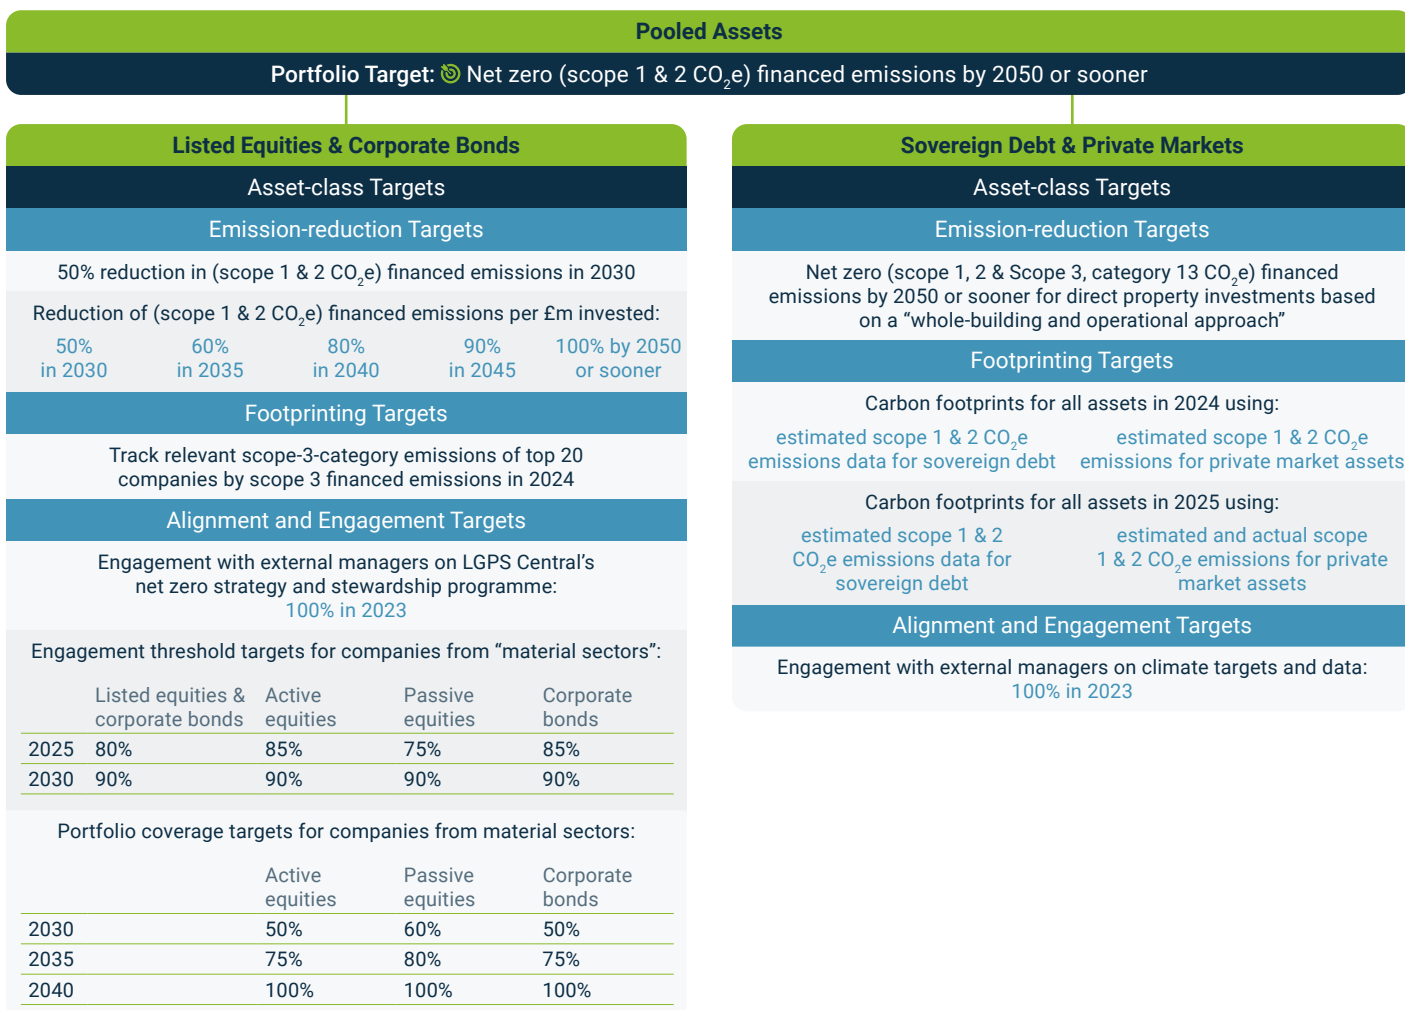 Pooled Assets
Portfolio Target: Net zero (scope 1 & 2 CO₂e) financed emissions by 2050 or sooner
Listed Equities & Corporate Bonds
Asset-class Targets
Emission-reduction Targets
50% reduction in (scope 1 & 2 CO₂e) financed emissions in 2030
Reduction of (scope 1 & 2 CO₂e) financed emissions per £m invested:
50% 60% 80% 90% 100% by 2050
in 2030 in 2035 in 2040 in 2045 or sooner
Footprinting Targets
Track relevant scope-3-category emissions of top 20
companies by scope 3 financed emissions in 2024
Alignment and Engagement Targets
Engagement with external managers on LGPS Central’s
net zero strategy and stewardship programme:
100% in 2023
Engagement threshold targets for companies from “material sectors”:
Listed equities & Active Passive Corporate
corporate bonds equities equities bonds
2025 80% 85% 75% 85%
2030 90% 90% 90% 90%
Portfolio coverage targets for companies from material sectors:
Active Passive Corporate
equities equities bonds
2030 50% 60% 50%
2035 75% 80% 75%
2040 100% 100% 100%
Sovereign Debt & Private Markets
Asset-class Targets
Emission-reduction Targets
Net zero (scope 1, 2 & Scope 3, category 13 CO₂e) financed
emissions by 2050 or sooner for direct property investments based
on a “whole-building and operational approach”
Footprinting Targets
Carbon footprints for all assets in 2024 using:
estimated scope 1 & 2 CO₂e estimated scope 1 & 2 CO₂e
emissions data for sovereign debt emissions for private market assets
Carbon footprints for all assets in 2025 using:
estimated scope 1 & 2 estimated and actual scope
CO₂e emissions data for 1 & 2 CO₂e emissions for private
sovereign debt market assets
Alignment and Engagement Targets
Engagement with external managers on climate targets and data:
100% in 2023